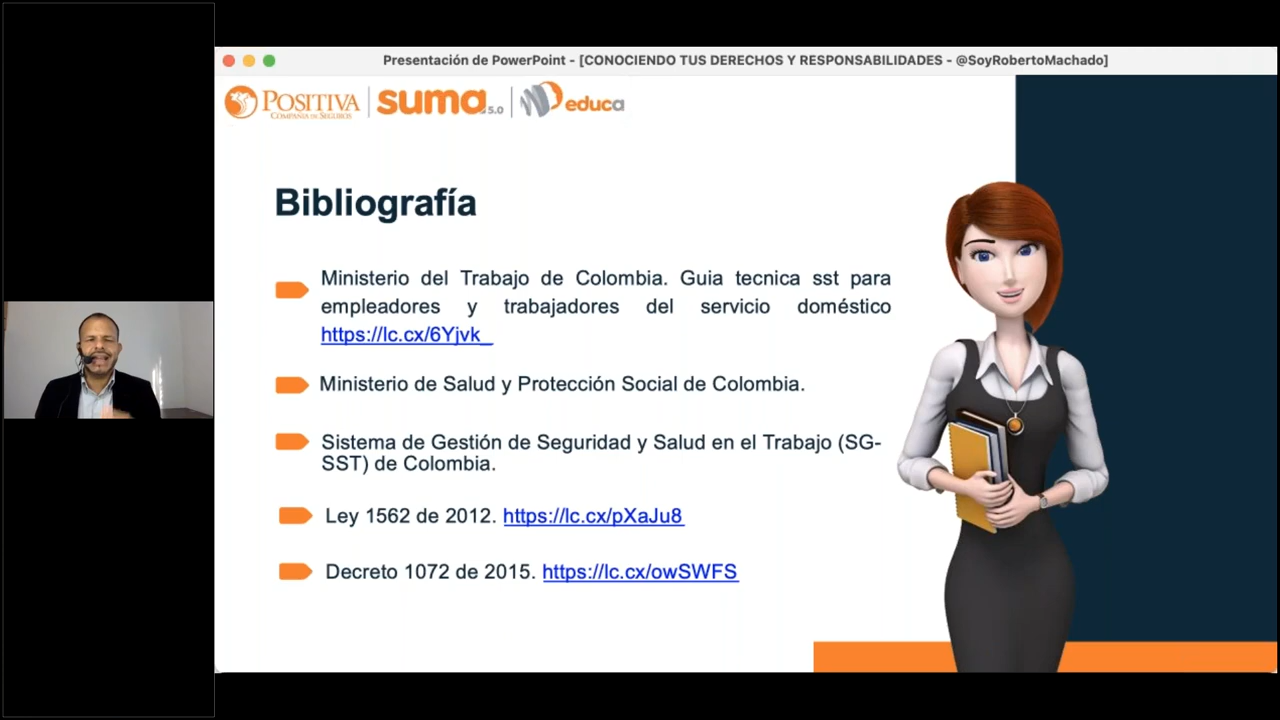 Presentación de PowerPoint - [CONOCIENDO TUS DERECHOS Y RESPONSABILIDADES - @SoyRobertoMachado]
POSITIVA
COMPAÑÍA DE SEGUROS
suma 5.0
educa
Bibliografía
Ministerio del Trabajo de Colombia. Guia tecnica sst para
empleadores y trabajadores del servicio doméstico
https://lc.cx/6Yjvk_
Ministerio de Salud y Protección Social de Colombia.
Sistema de Gestión de Seguridad y Salud en el Trabajo (SG-
SST) de Colombia.
Ley 1562 de 2012. https://lc.cx/pXaJu8
Decreto 1072 de 2015. https://lc.cx/owSWFS